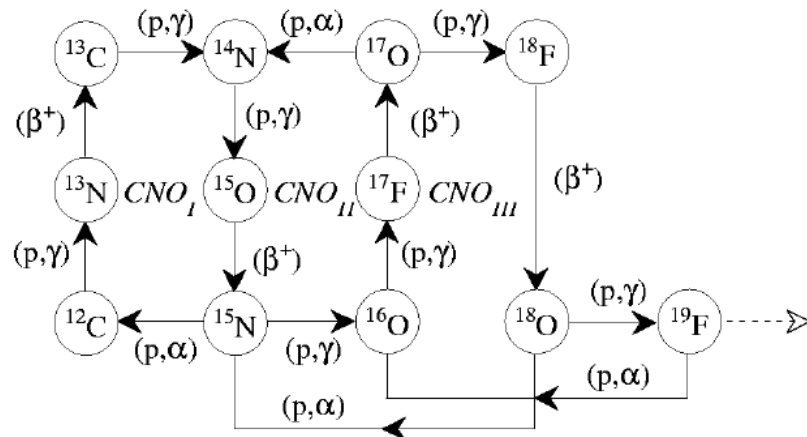 (p,γ) (p,α) (p,γ)
¹³C ¹⁴N ¹⁷O ¹⁸F
(β⁺) (p,γ) (β⁺)
¹³N CNO_I ¹⁵O CNO_II ¹⁷F CNO_III (β⁺)
(p,γ) (β⁺) (p,γ) (p,γ)
¹²C ¹⁵N ¹⁶O ¹⁸O ¹⁹F
(p,α) (p,γ) (p,α)
(p,α)